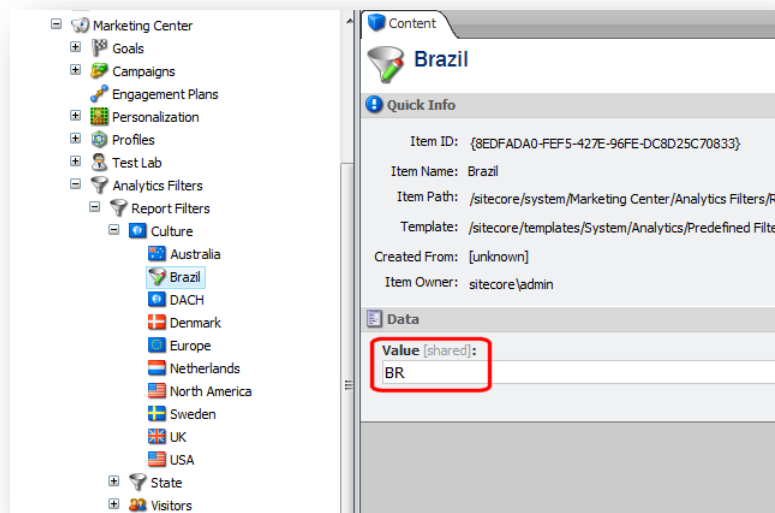 Marketing Center
Goals
Campaigns
Engagement Plans
Personalization
Profiles
Test Lab
Analytics Filters
Report Filters
Culture
Australia
Brazil
DACH
Denmark
Europe
Netherlands
North America
Sweden
UK
USA
State
Visitors
Content
Brazil
Quick Info
Item ID: {8EDFADA0-FEF5-427E-96FE-DC8D25C70833}
Item Name: Brazil
Item Path: /sitecore/system/Marketing Center/Analytics Filters/R
Template: /sitecore/templates/System/Analytics/Predefined Filte
Created From: [unknown]
Item Owner: sitecore\admin
Data
Value [shared]:
BR